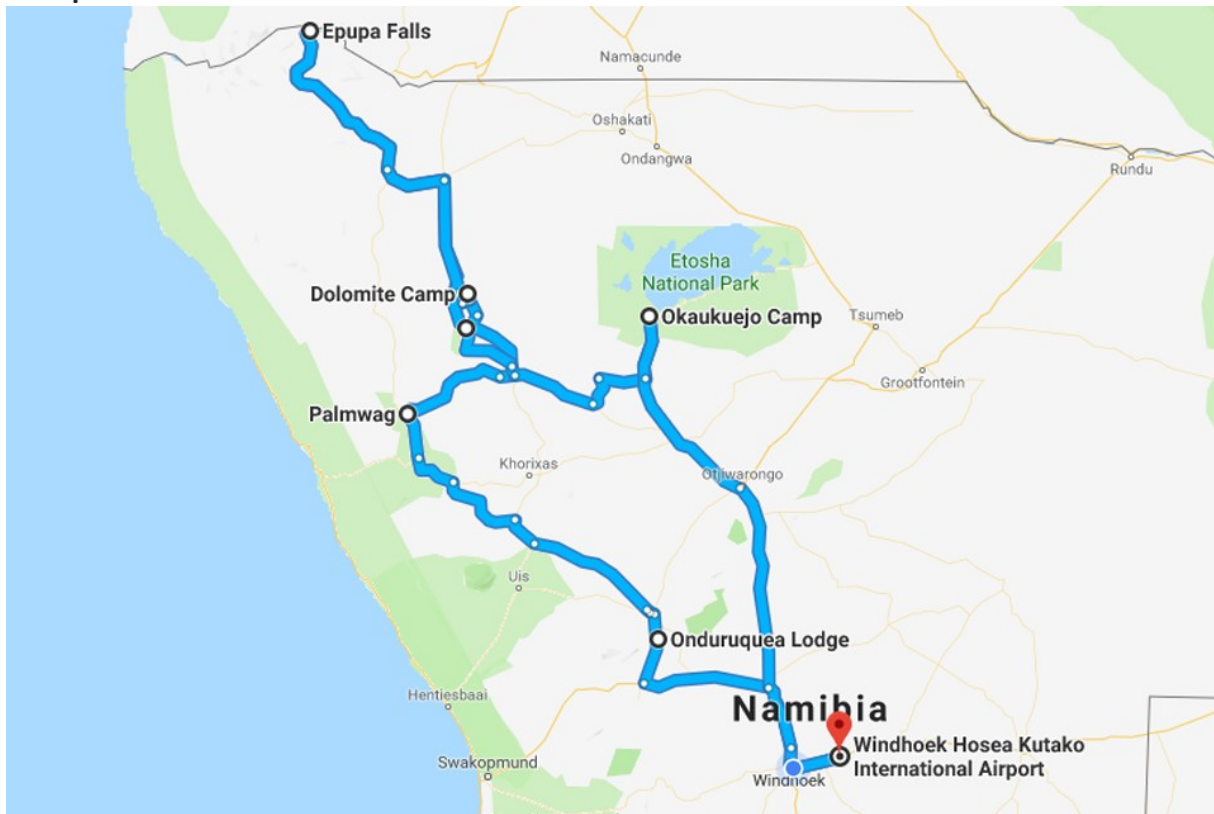 Epupa Falls
Namacunde
Oshakati
Ondangwa
Rundu
Etosha
National Park
Dolomite Camp
Okaukuejo Camp
Tsumeb
Grootfontein
Palmwag
Khorixas
Otjiwarongo
Uis
Onduruquea Lodge
Hentiesbaai
Namibia
Windhoek Hosea Kutako
International Airport
Swakopmund
Windhoek